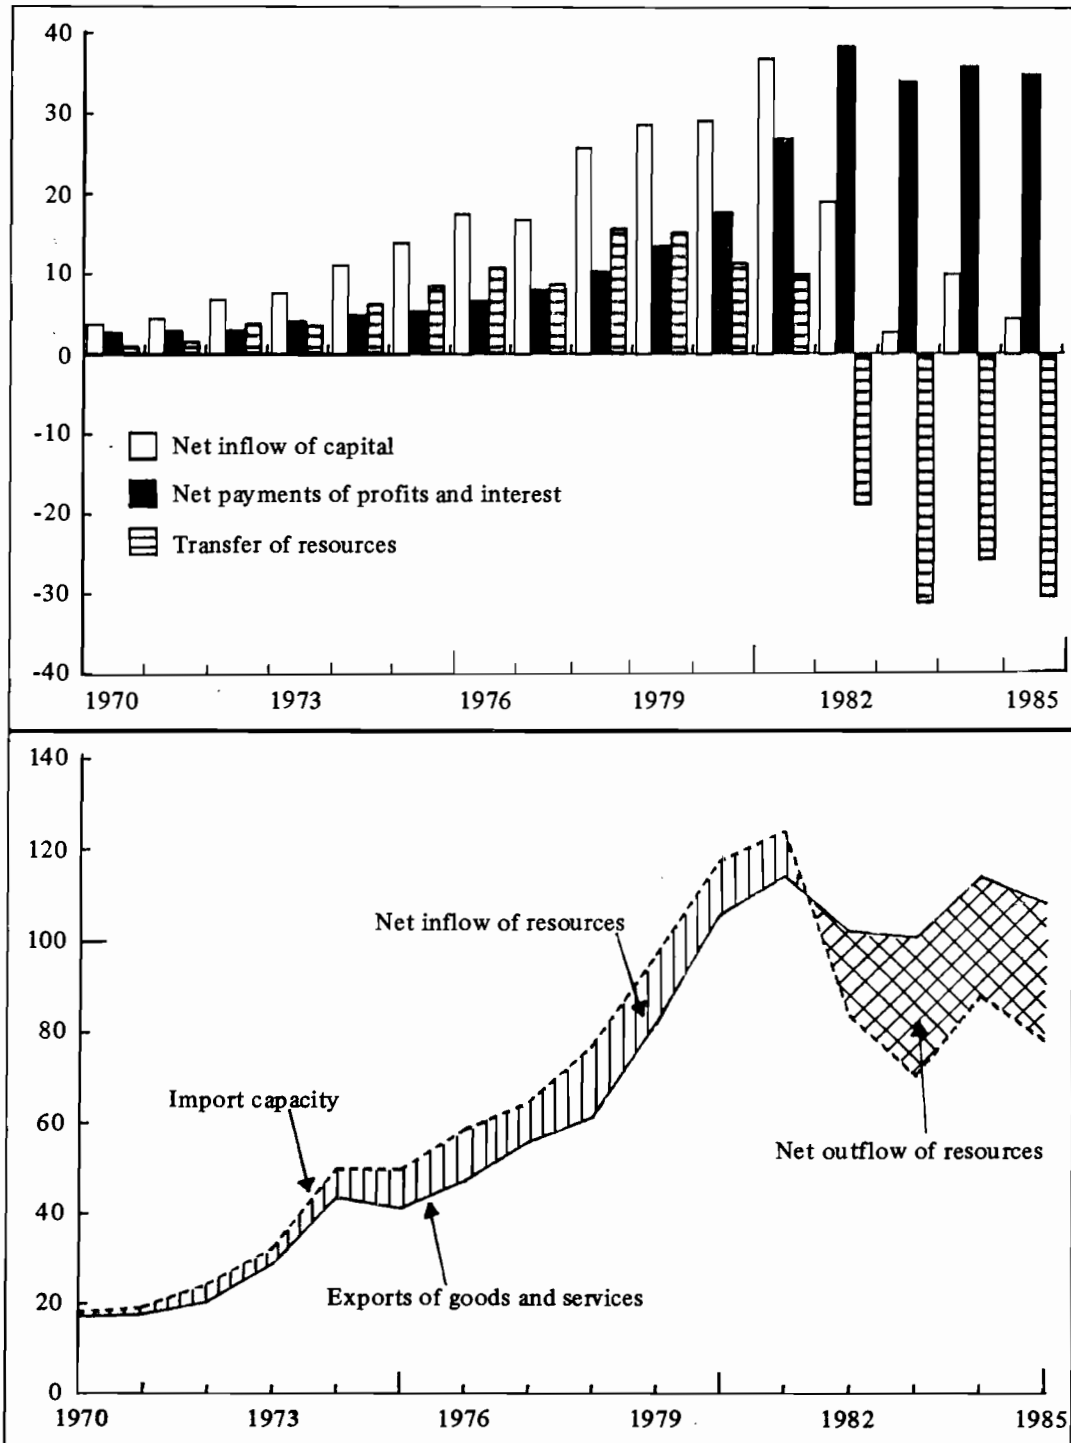 40
30
20
10
0
-10
-20
-30
-40
Net inflow of capital
Net payments of profits and interest
Transfer of resources
1970 1973 1976 1979 1982 1985
140
120
100
80
60
40
20
0
Net inflow of resources
Import capacity
Net outflow of resources
Exports of goods and services
1970 1973 1976 1979 1982 1985